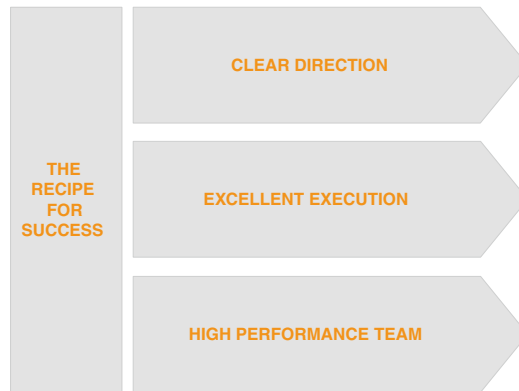 THE
RECIPE
FOR
SUCCESS
CLEAR DIRECTION
EXCELLENT EXECUTION
HIGH PERFORMANCE TEAM